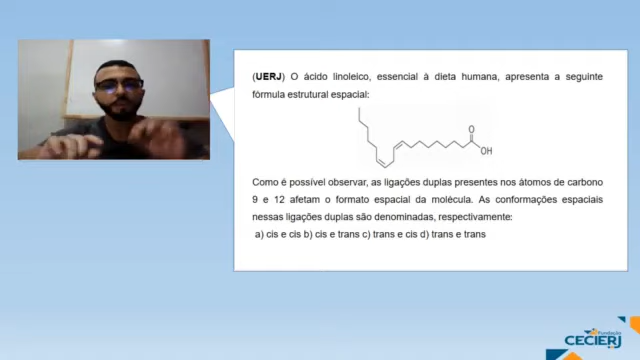 (UERJ) O ácido linoleico, essencial à dieta humana, apresenta a seguinte
fórmula estrutural espacial:
O
OH
Como é possível observar, as ligações duplas presentes nos átomos de carbono
9 e 12 afetam o formato espacial da molécula. As conformações espaciais
nessas ligações duplas são denominadas, respectivamente:
a) cis e cis b) cis e trans c) trans e cis d) trans e trans
Fundação
CECIERJ